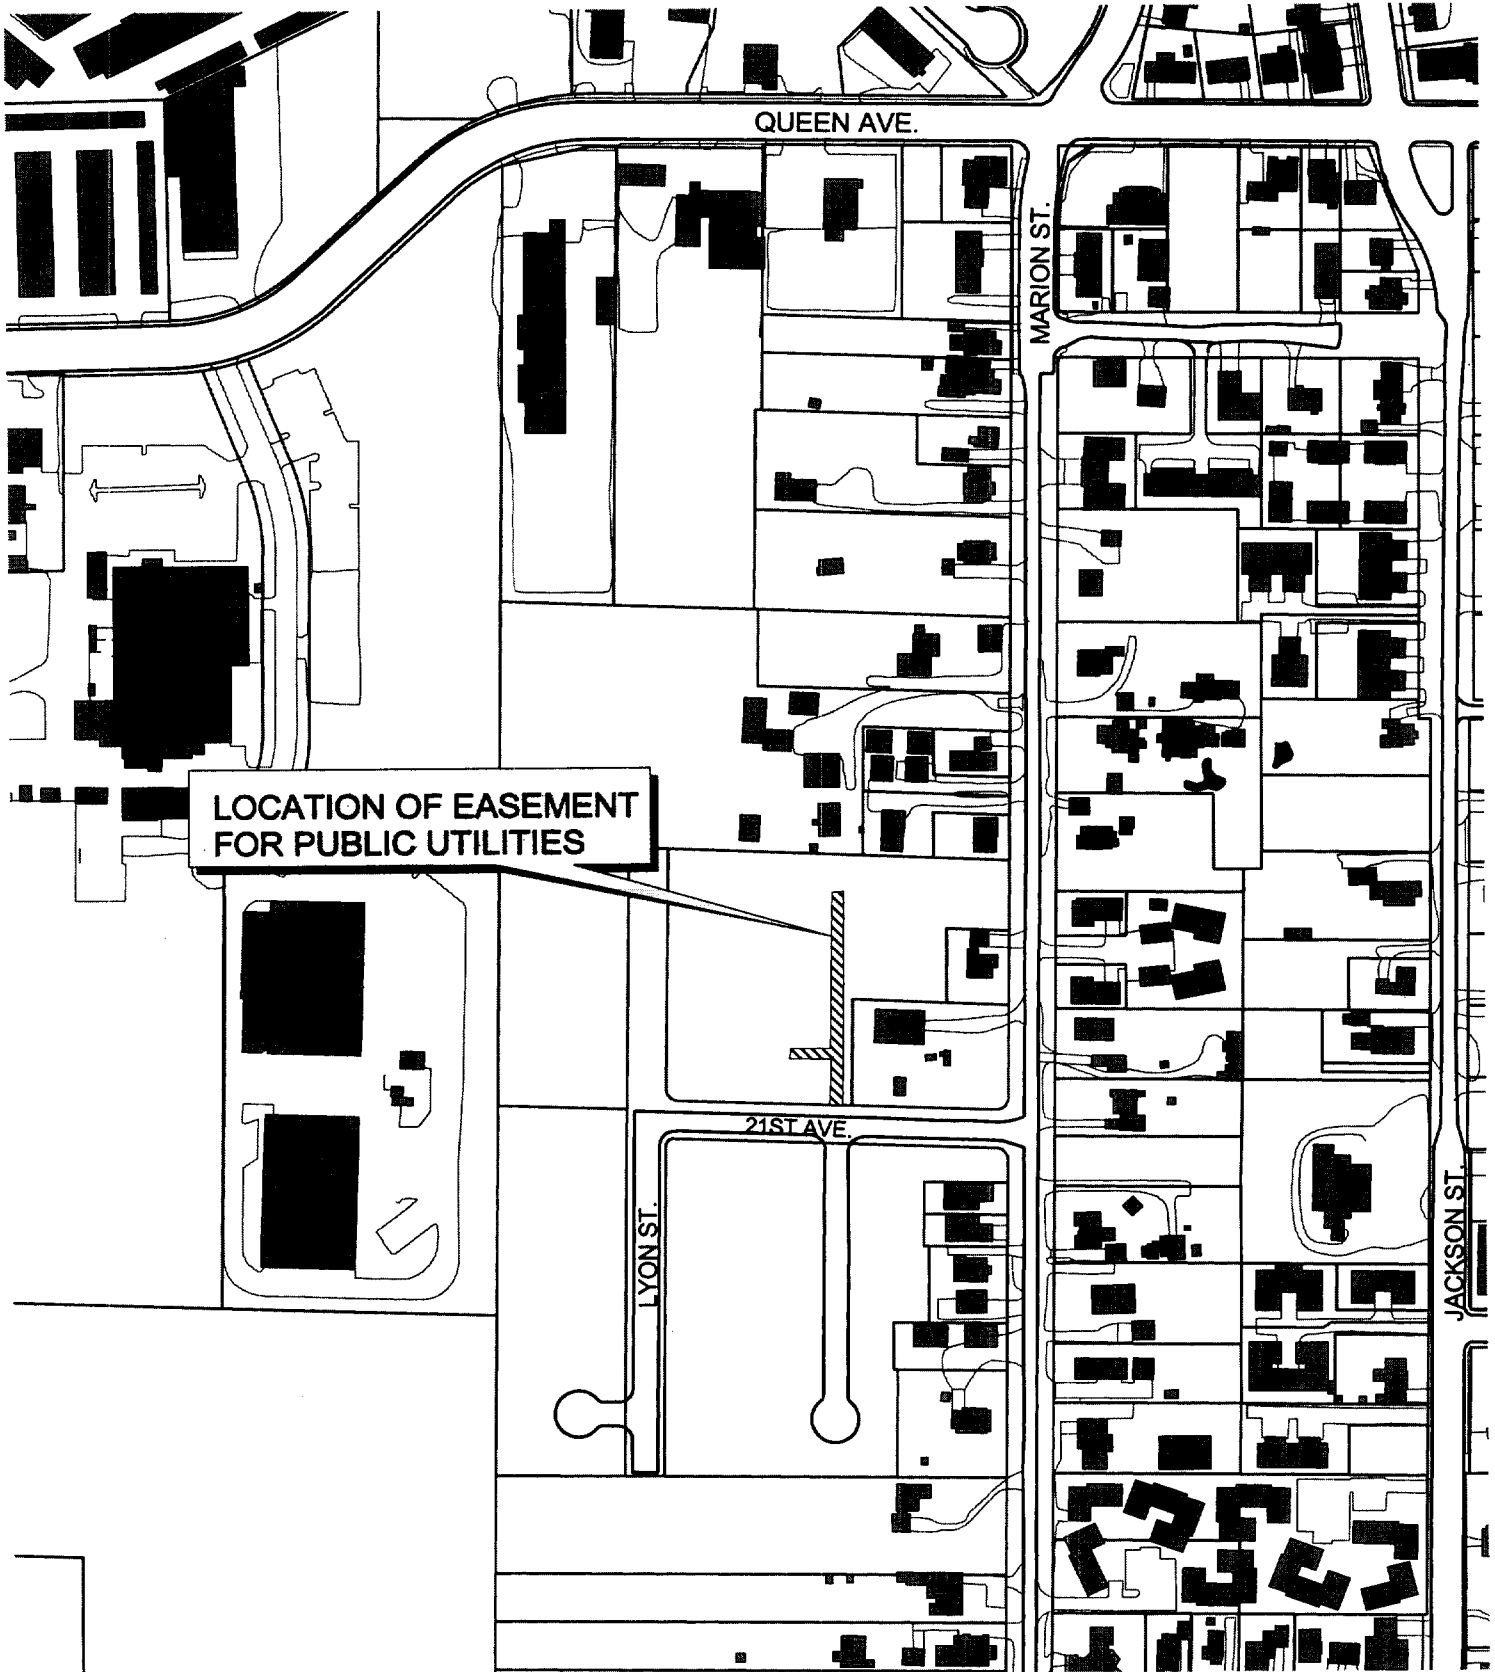 QUEEN AVE.
MARION ST.
LOCATION OF EASEMENT
FOR PUBLIC UTILITIES
21ST AVE.
LYON ST.
JACKSON ST.